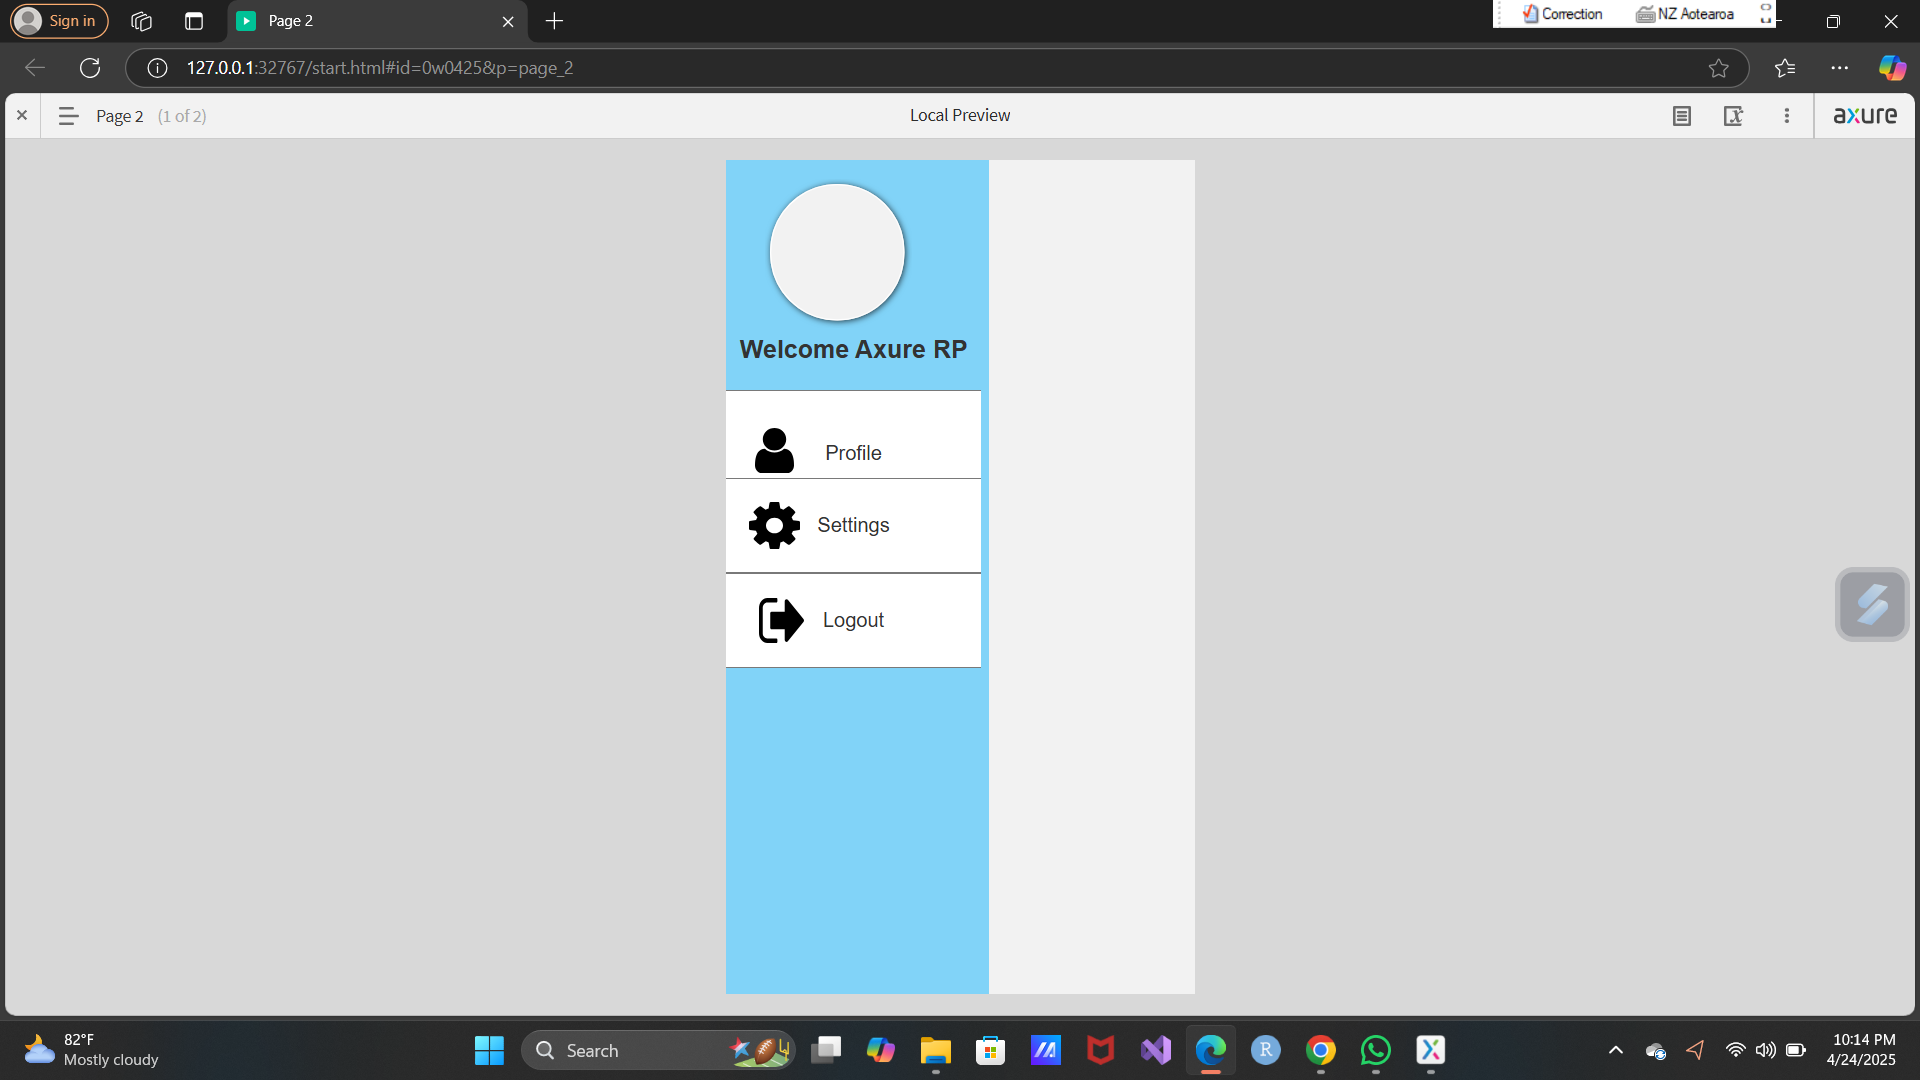 Sign in
Page 2
Correction
NZ Aotearoa
127.0.0.1:32767/start.html#id=0w0425&p=page_2
Page 2 (1 of 2)
Local Preview
axure
Welcome Axure RP
Profile
Settings
Logout
82°F
Mostly cloudy
Search
R
10:14 PM
4/24/2025